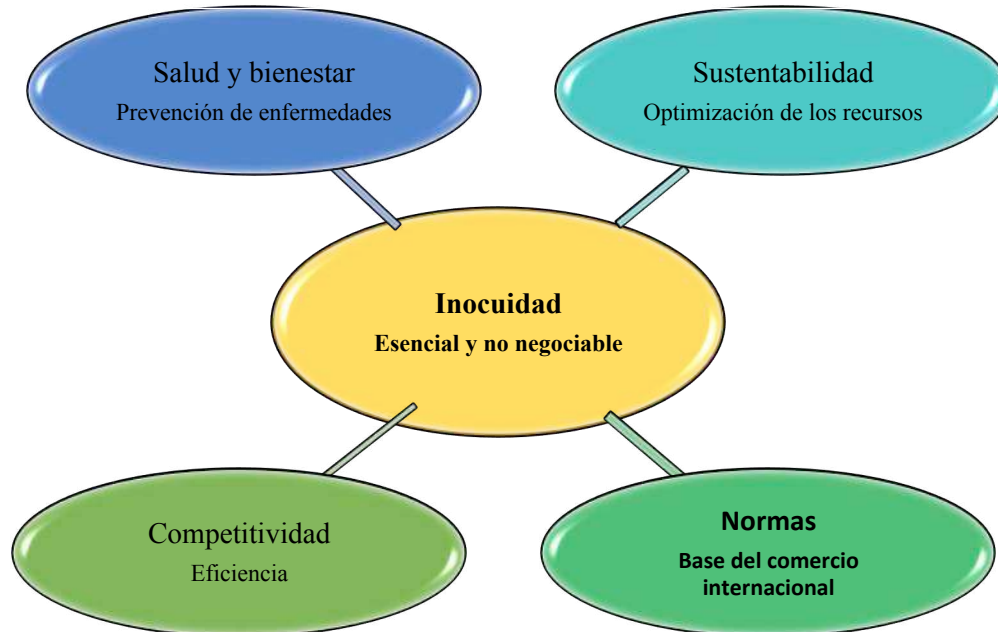 Salud y bienestar
Prevención de enfermedades
Sustentabilidad
Optimización de los recursos
Inocuidad
Esencial y no negociable
Competitividad
Eficiencia
Normas
Base del comercio
internacional